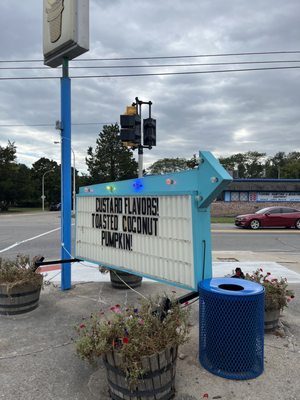 CUSTARD FLAVORS!
TOASTED COCONUT
PUMPKIN!